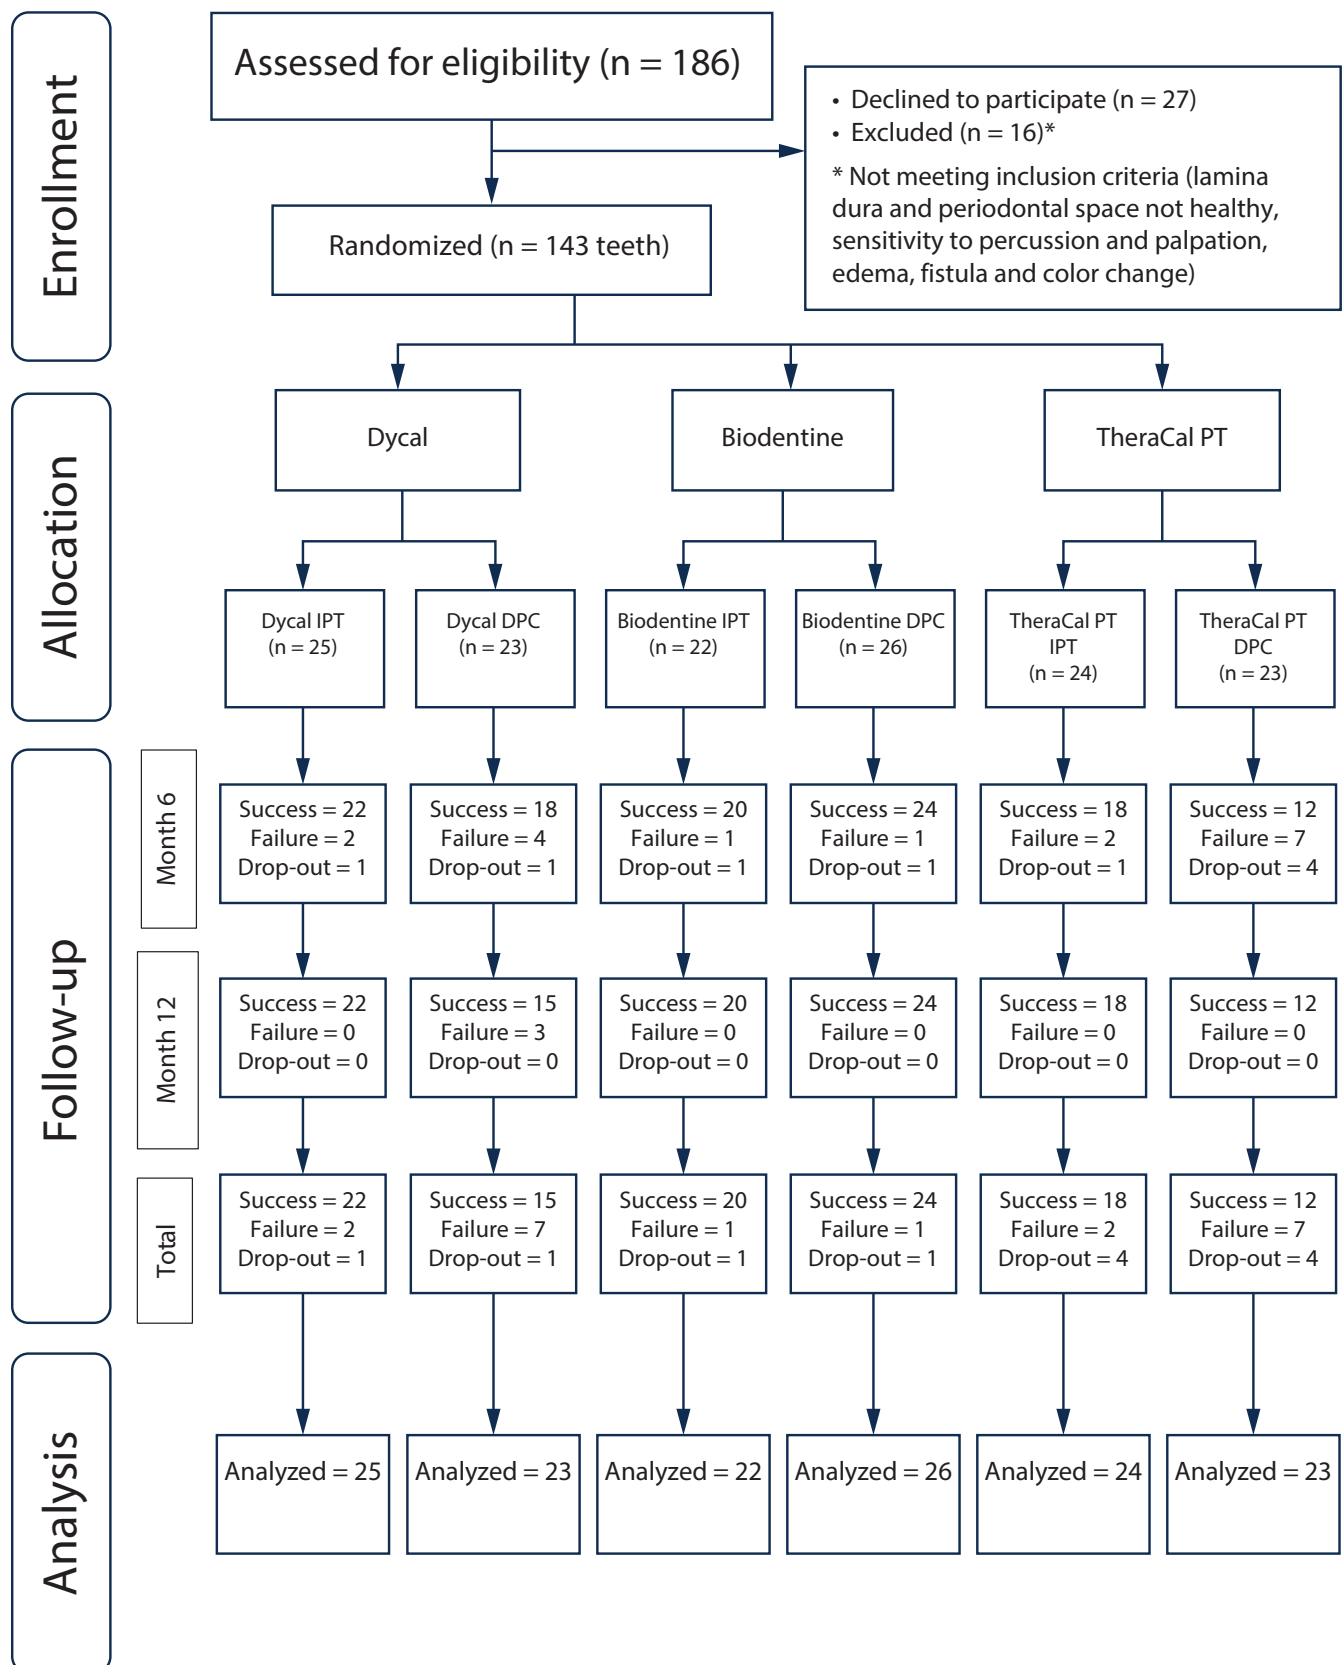 Enrollment
Assessed for eligibility (n = 186)
• Declined to participate (n = 27)
• Excluded (n = 16)*
* Not meeting inclusion criteria (lamina
dura and periodontal space not healthy,
sensitivity to percussion and palpation,
edema, fistula and color change)
Randomized (n = 143 teeth)
Allocation
Dycal
Biodentine
TheraCal PT
Dycal IPT
(n = 25)
Dycal DPC
(n = 23)
Biodentine IPT
(n = 22)
Biodentine DPC
(n = 26)
TheraCal PT
IPT
(n = 24)
TheraCal PT
DPC
(n = 23)
Follow-up
Month 6
Success = 22
Failure = 2
Drop-out = 1
Success = 18
Failure = 4
Drop-out = 1
Success = 20
Failure = 1
Drop-out = 1
Success = 24
Failure = 1
Drop-out = 1
Success = 18
Failure = 2
Drop-out = 1
Success = 12
Failure = 7
Drop-out = 4
Month 12
Success = 22
Failure = 0
Drop-out = 0
Success = 15
Failure = 3
Drop-out = 0
Success = 20
Failure = 0
Drop-out = 0
Success = 24
Failure = 0
Drop-out = 0
Success = 18
Failure = 0
Drop-out = 0
Success = 12
Failure = 0
Drop-out = 0
Total
Success = 22
Failure = 2
Drop-out = 1
Success = 15
Failure = 7
Drop-out = 1
Success = 20
Failure = 1
Drop-out = 1
Success = 24
Failure = 1
Drop-out = 1
Success = 18
Failure = 2
Drop-out = 4
Success = 12
Failure = 7
Drop-out = 4
Analysis
Analyzed = 25
Analyzed = 23
Analyzed = 22
Analyzed = 26
Analyzed = 24
Analyzed = 23